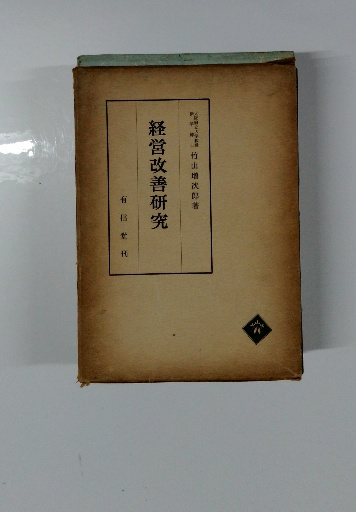 竹山増次郎著
経営改善研究
有信堂刊